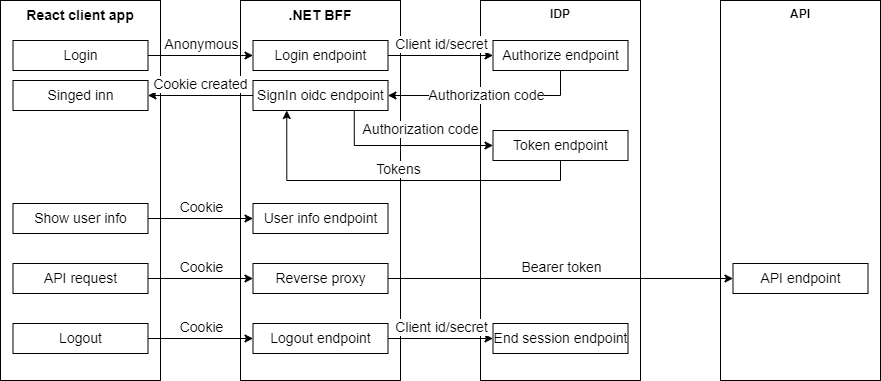 React client app
.NET BFF
IDP
API
Login
Anonymous
Login endpoint
Client id/secret
Authorize endpoint
Singed inn
Cookie created
SignIn oidc endpoint
Authorization code
Authorization code
Token endpoint
Tokens
Show user info
Cookie
User info endpoint
API request
Cookie
Reverse proxy
Bearer token
API endpoint
Logout
Cookie
Logout endpoint
Client id/secret
End session endpoint